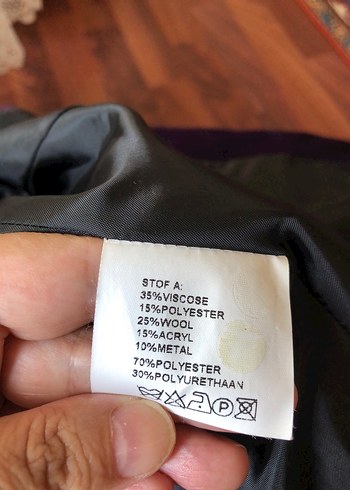 STOF A:
35%VISCOSE
15%POLYESTER
25%WOOL
15%ACRYL
10%METAL
70%POLYESTER
30%POLYURETHAAN
P